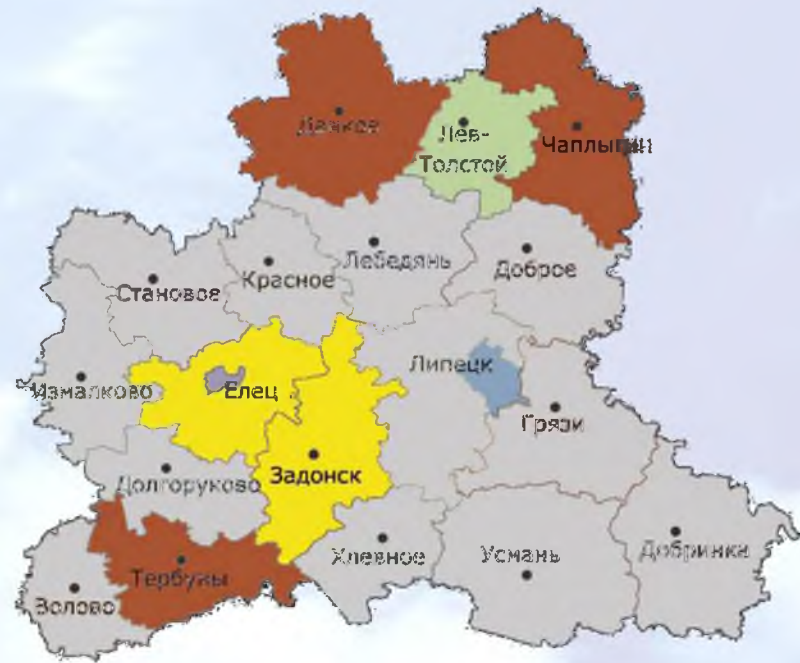 Данков
Лев-
Толстой
Чаплыгин
Лебедянь
Доброе
Красное
Становое
Липецк
Измалково
Елец
Грязи
Задонск
Долгоруково
Хлевное
Усмань
Добринка
Тербуны
Волово